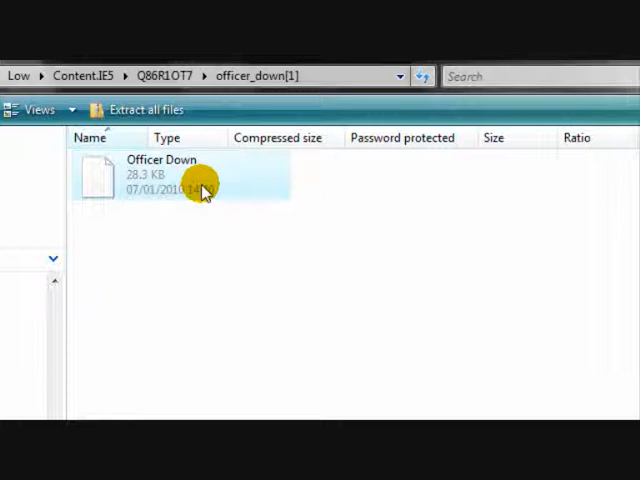 Low Content.IE5 Q86R1OT7 officer_down[1] Search
Views Extract all files
Name Type Compressed size Password protected Size Ratio
Officer Down
28.3 KB
07/01/2010